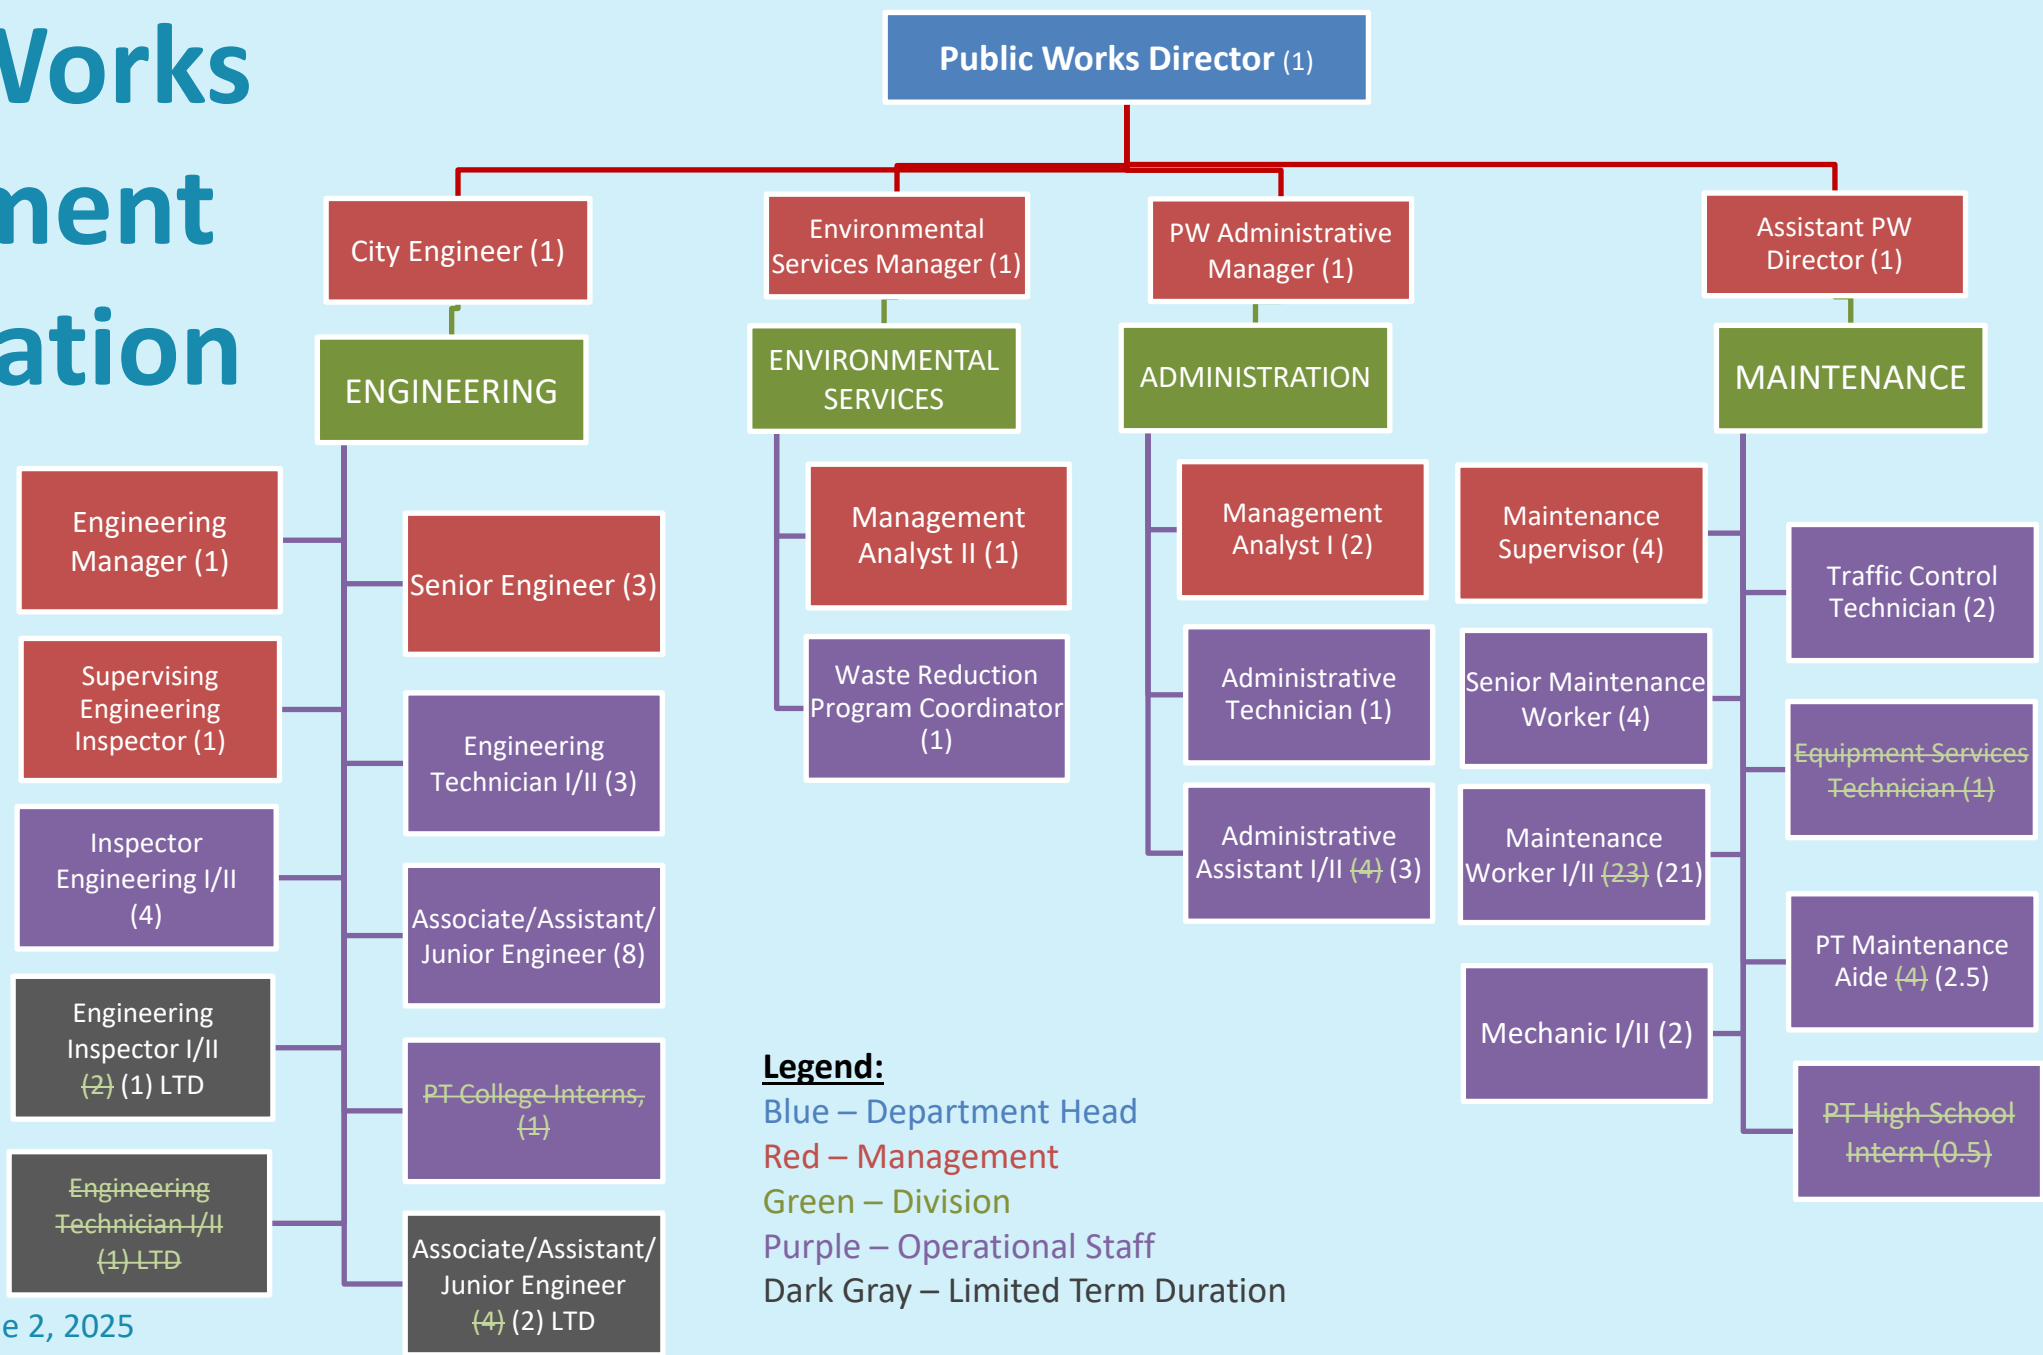 Works
ment
ation
Public Works Director (1)
City Engineer (1)
Environmental
Services Manager (1)
PW Administrative
Manager (1)
Assistant PW
Director (1)
ENGINEERING
ENVIRONMENTAL
SERVICES
ADMINISTRATION
MAINTENANCE
Engineering
Manager (1)
Senior Engineer (3)
Supervising
Engineering
Inspector (1)
Engineering
Technician I/II (3)
Inspector
Engineering I/II
(4)
Associate/Assistant/
Junior Engineer (8)
Engineering
Inspector I/II
(2) (1) LTD
PT College Interns,
(1)
Engineering
Technician I/II
(1) LTD
Associate/Assistant/
Junior Engineer
(4) (2) LTD
Management
Analyst II (1)
Waste Reduction
Program Coordinator
(1)
Management
Analyst I (2)
Administrative
Technician (1)
Administrative
Assistant I/II (4) (3)
Maintenance
Supervisor (4)
Traffic Control
Technician (2)
Senior Maintenance
Worker (4)
Equipment Services
Technician (1)
Maintenance
Worker I/II (23) (21)
PT Maintenance
Aide (4) (2.5)
Mechanic I/II (2)
PT High School
Intern (0.5)
Legend:
Blue – Department Head
Red – Management
Green – Division
Purple – Operational Staff
Dark Gray – Limited Term Duration
e 2, 2025